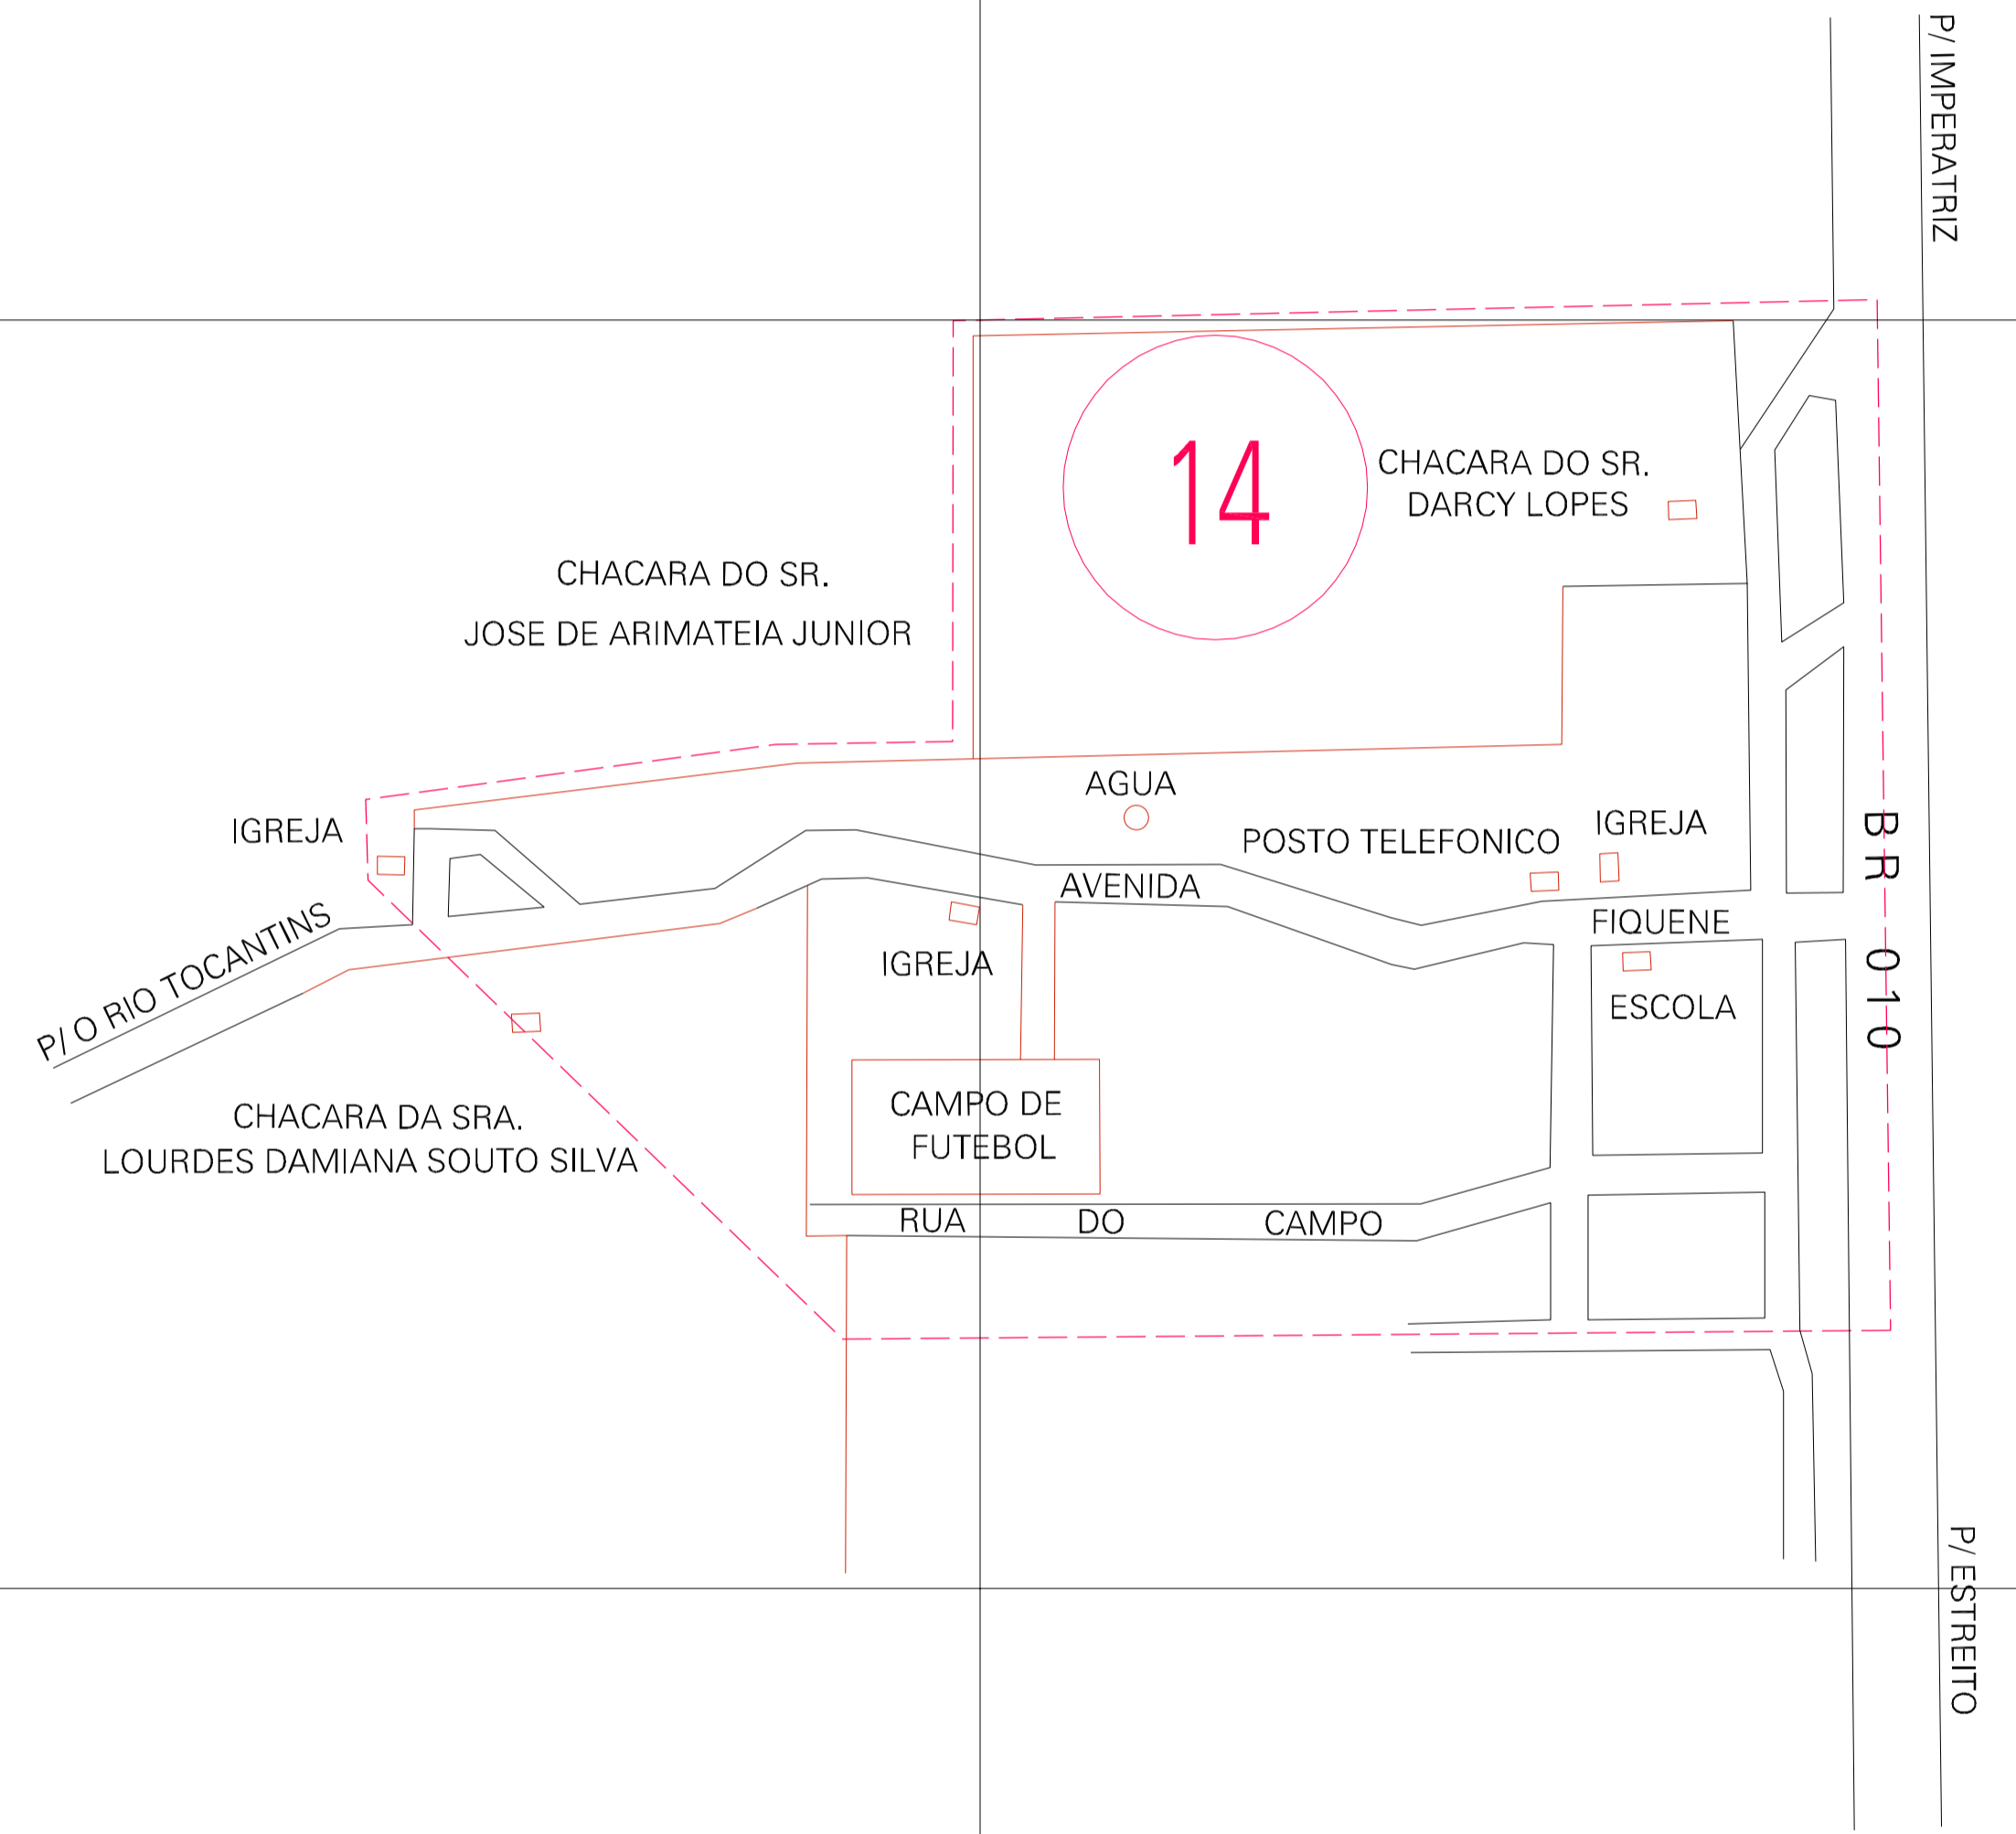 P/ IMPERATRIZ
14
CHACARA DO SR.
DARCY LOPES
CHACARA DO SR.
JOSE DE ARIMATEIA JUNIOR
AGUA
IGREJA
POSTO TELEFONICO
IGREJA
AVENIDA
FIQUENE
BR 010
P/ O RIO TOCANTINS
IGREJA
ESCOLA
CHACARA DA SRA.
LOURDES DAMIANA SOUTO SILVA
CAMPO DE
FUTEBOL
RUA DO CAMPO
P/ ESTREITO